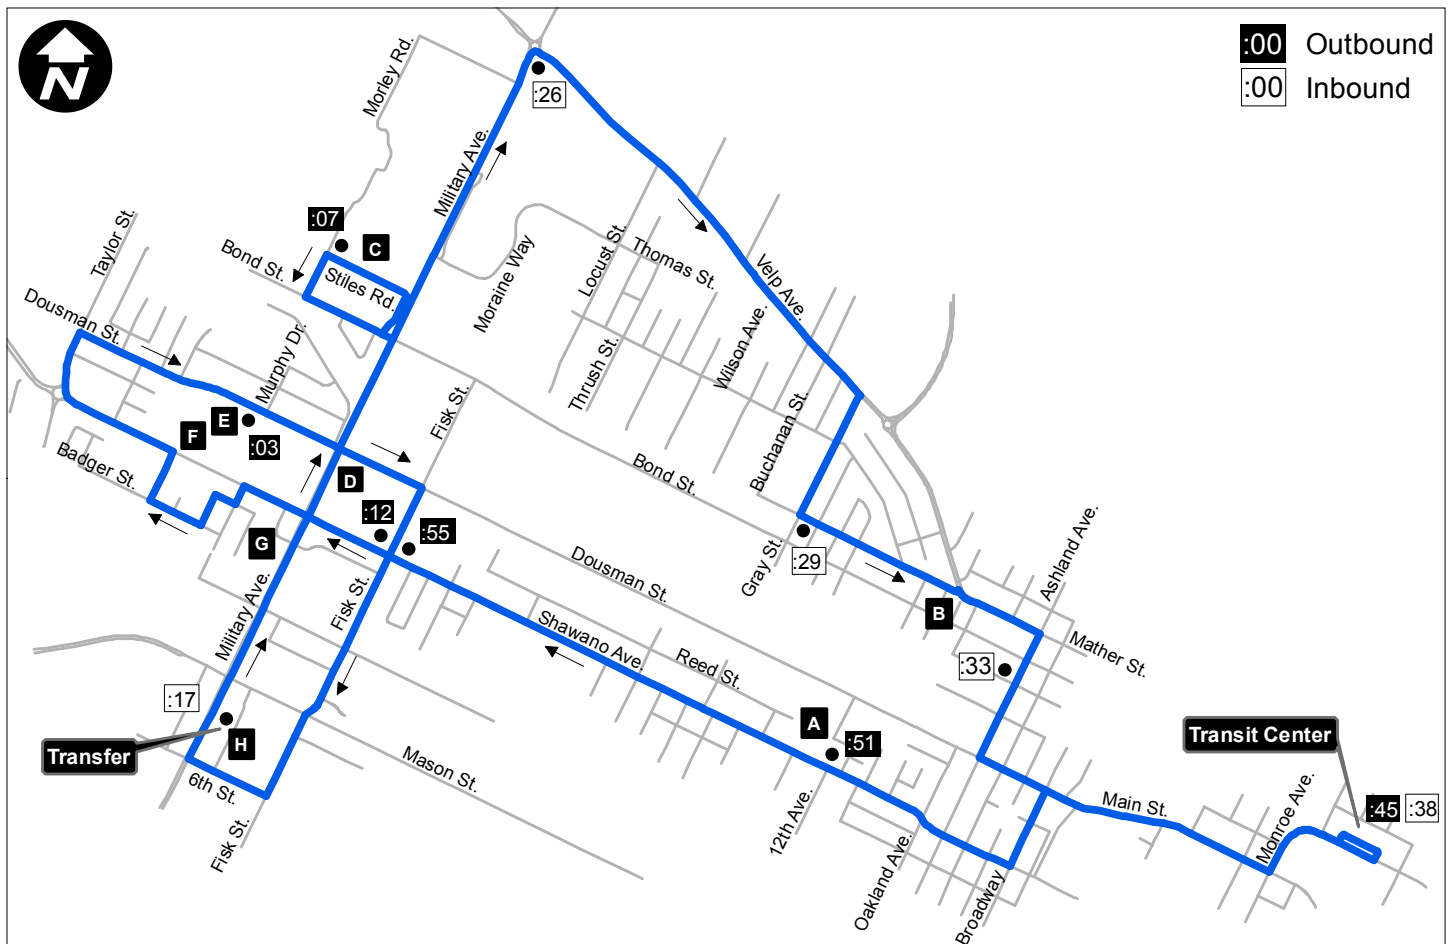 N
:00 Outbound
:00 Inbound
Morley Rd.
:26
Military Ave.
:07
C
Taylor St.
Bond St.
Stiles Rd.
Moraine Way
Locust St.
Thomas St.
Velp Ave.
Dousman St.
Murphy Dr.
Thrush St.
Wilson Ave.
Fisk St.
Buchanan St.
E
F
:03
Badger St.
D
Bond St.
:12
:55
G
Gray St.
:29
Ashland Ave.
Dousman St.
Military Ave.
Fisk St.
Shawano Ave.
B
Mather St.
Reed St.
:33
:17
H
Transfer
6th St.
Mason St.
A
:51
Transit Center
Main St.
Monroe Ave.
:45 :38
12th Ave.
Fisk St.
Oakland Ave.
Broadway